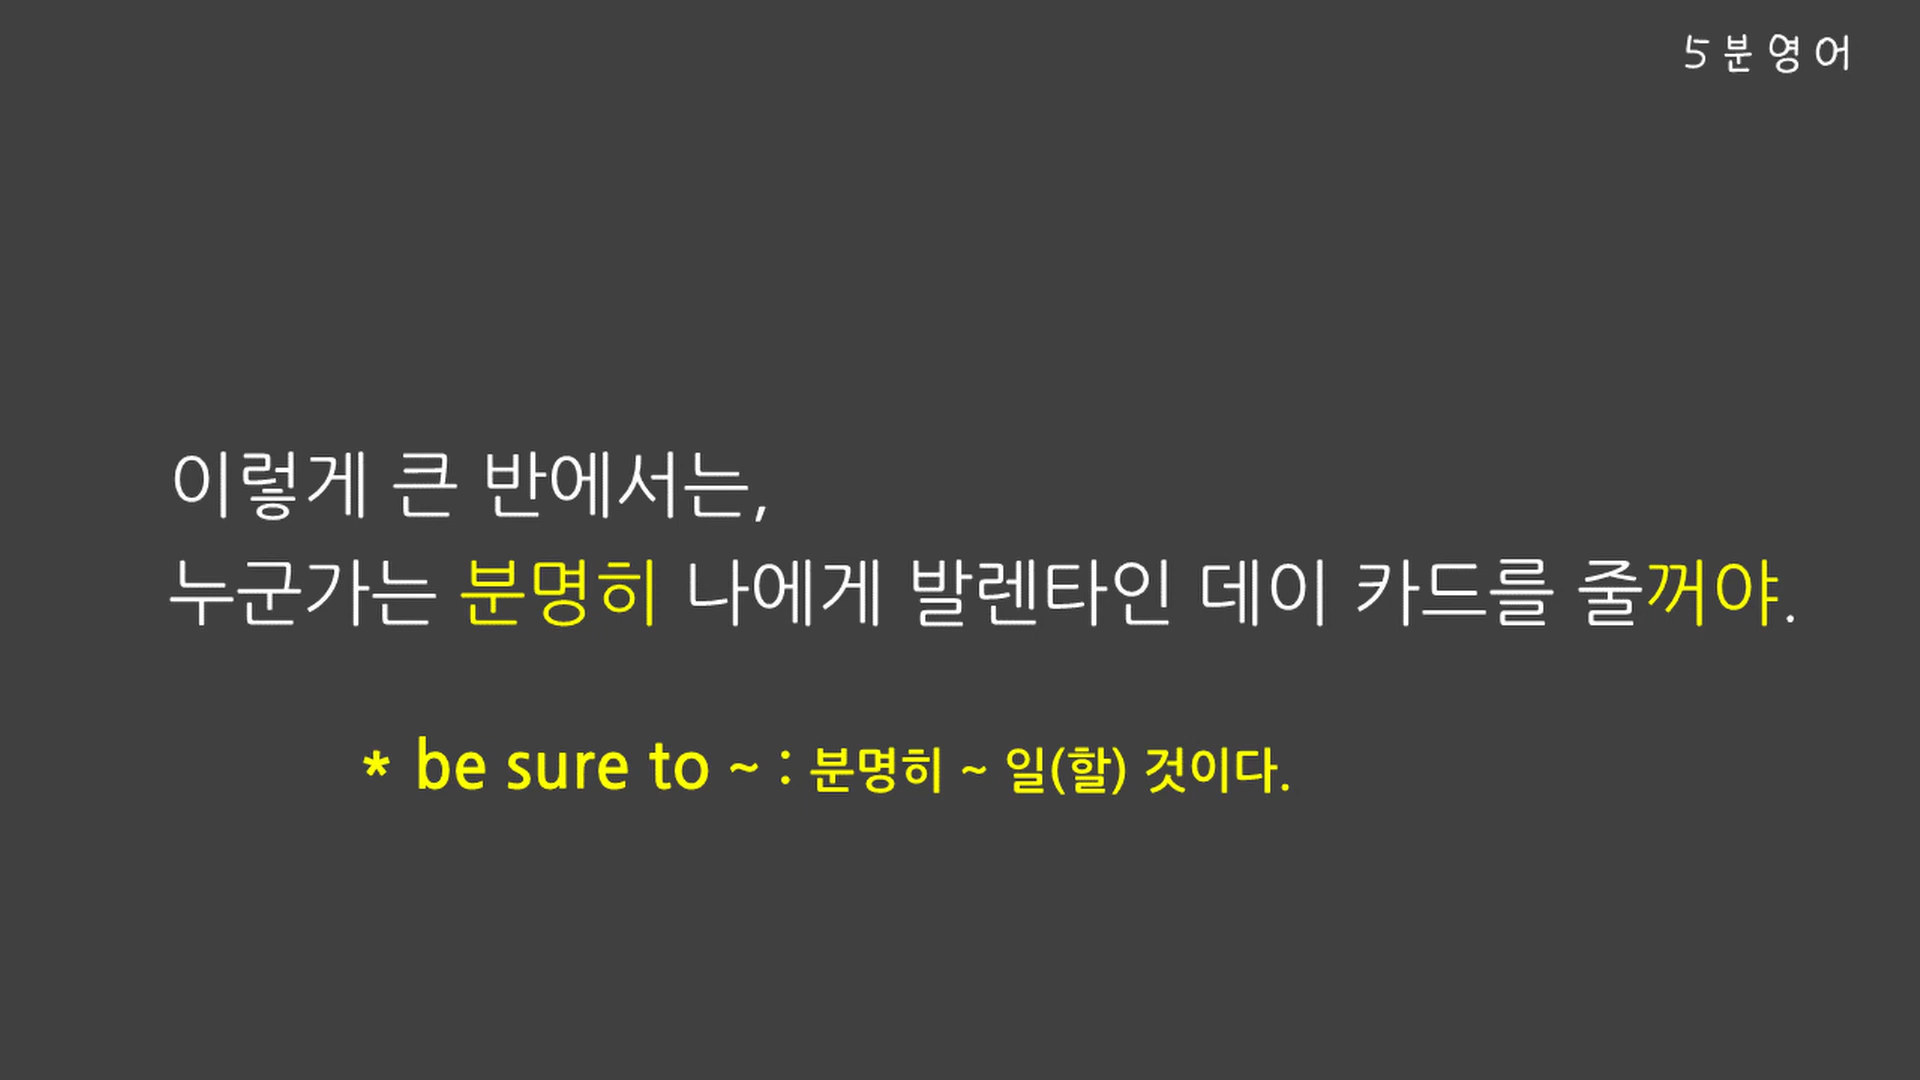 5분영어
이렇게 큰 반에서는,
누군가는 분명히 나에게 발렌타인 데이 카드를 줄꺼야.
* be sure to ~ : 분명히 ~ 일(할) 것이다.